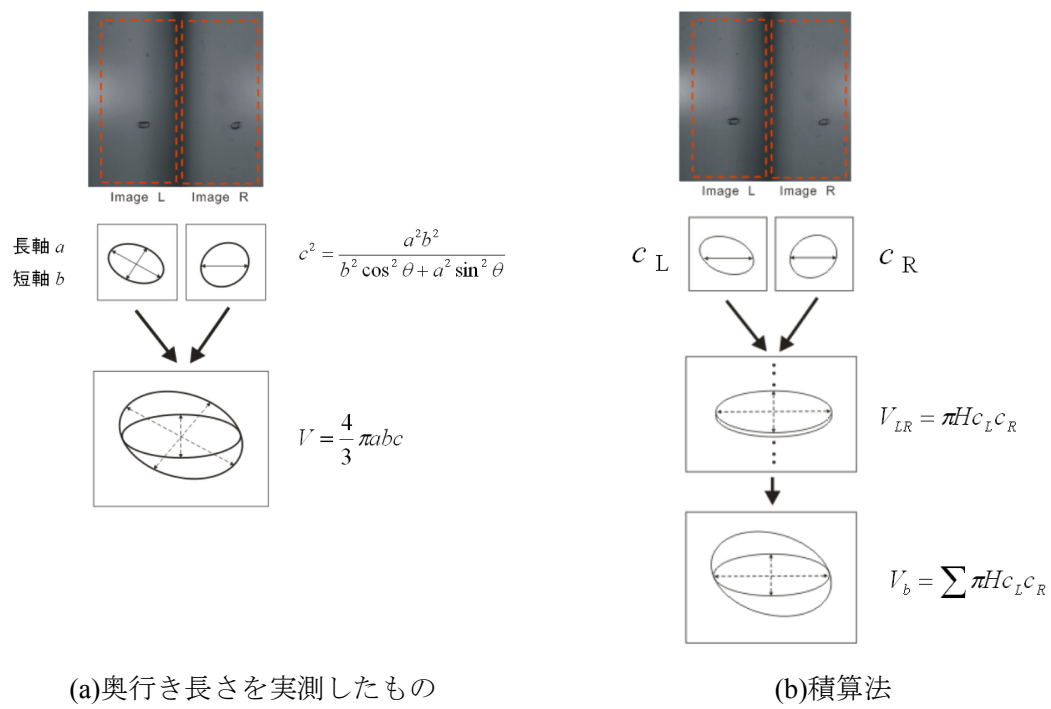 Image L Image R
長軸 a
短軸 b
c² = a²b² / (b² cos² θ + a² sin² θ)
V = 4/3 πabc
(a)奥行き長さを実測したもの
Image L Image R
c L
c R
V_LR = πHc_L c_R
V_b = ∑ πHc_L c_R
(b)積算法